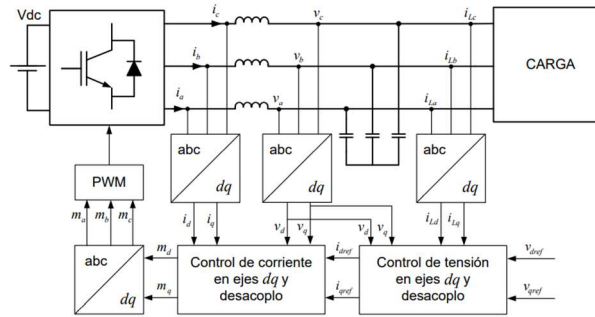 Vdc
i_c
v_c
i_Lc
i_b
v_b
i_Lb
CARGA
i_a
v_a
i_La
abc
dq
abc
dq
abc
dq
PWM
m_a
m_b
m_c
i_d
i_q
v_d
v_q
v_d
v_q
i_Ld
i_Lq
abc
dq
m_d
m_q
Control de corriente
en ejes dq y
desacoplo
i_dref
i_qref
Control de tensión
en ejes dq y
desacoplo
v_dref
v_qref